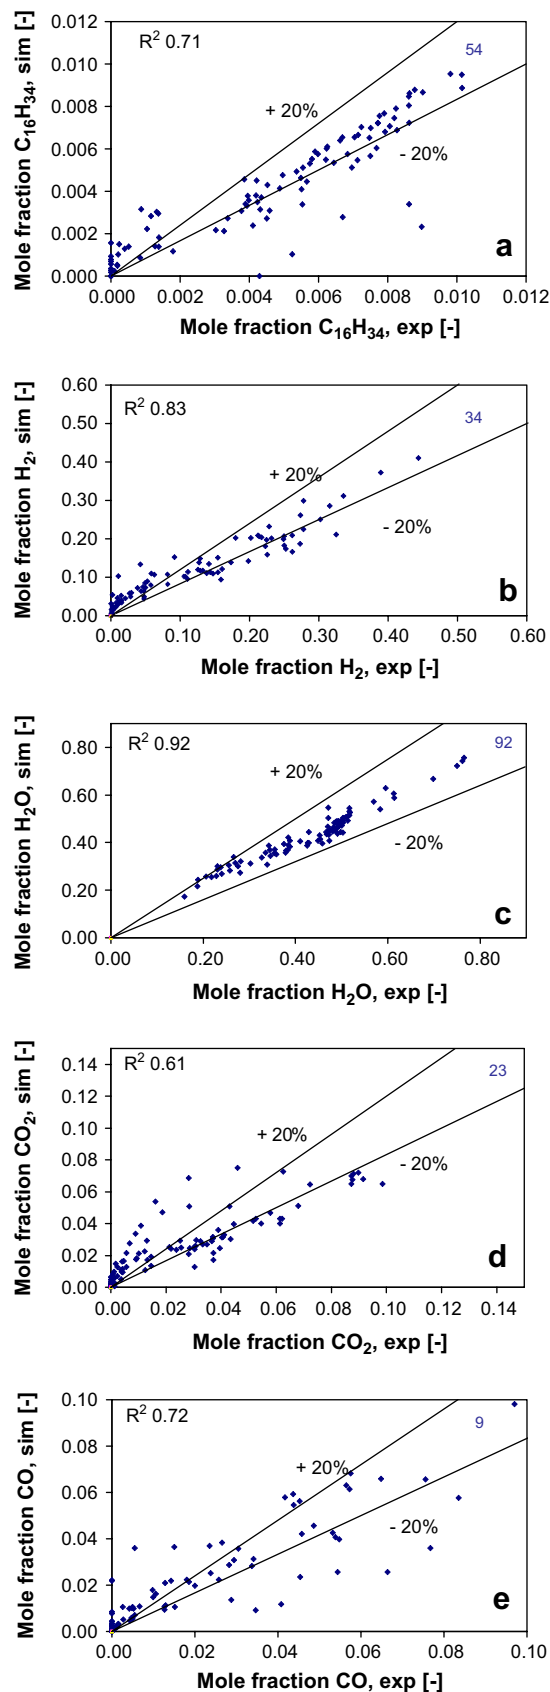 0.012
R² 0.71
54
0.010
+ 20%
0.008
0.006
- 20%
0.004
0.002
a
0.000
0.000 0.002 0.004 0.006 0.008 0.010 0.012
Mole fraction C₁₆H₃₄, sim [-]
Mole fraction C₁₆H₃₄, exp [-]
0.60
R² 0.83
34
0.50
0.40
+ 20%
0.30
- 20%
0.20
0.10
b
0.00
0.00 0.10 0.20 0.30 0.40 0.50 0.60
Mole fraction H₂, sim [-]
Mole fraction H₂, exp [-]
R² 0.92
92
0.80
+ 20%
0.60
0.40
- 20%
0.20
c
0.00
0.00 0.20 0.40 0.60 0.80
Mole fraction H₂O, sim [-]
Mole fraction H₂O, exp [-]
R² 0.61
23
0.14
0.12
0.10
+ 20%
0.08
- 20%
0.06
0.04
0.02
d
0.00
0.00 0.02 0.04 0.06 0.08 0.10 0.12 0.14
Mole fraction CO₂, sim [-]
Mole fraction CO₂, exp [-]
0.10
R² 0.72
9
0.08
+ 20%
0.06
0.04
- 20%
0.02
e
0.00
0.00 0.02 0.04 0.06 0.08 0.10
Mole fraction CO, sim [-]
Mole fraction CO, exp [-]